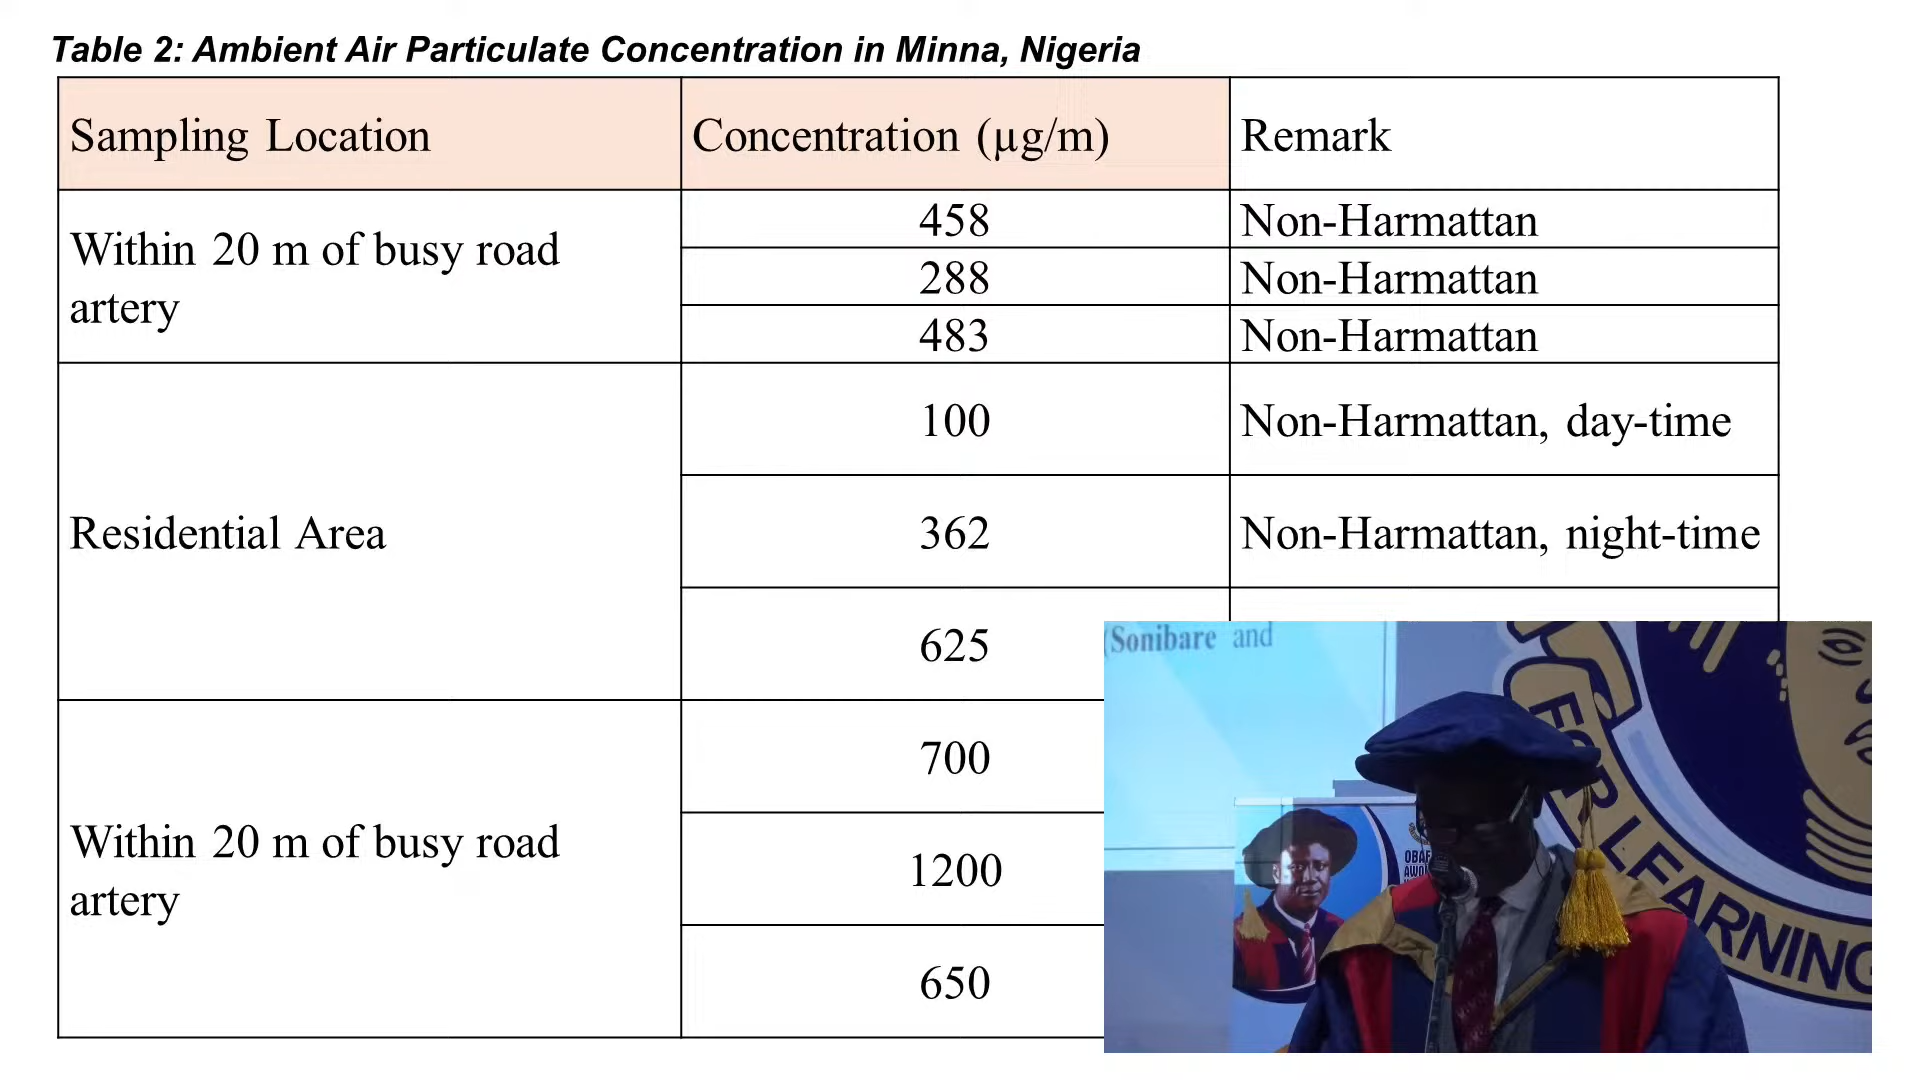 Table 2: Ambient Air Particulate Concentration in Minna, Nigeria
Sampling Location
Concentration (µg/m)
Remark
Within 20 m of busy road
artery
458
Non-Harmattan
288
Non-Harmattan
483
Non-Harmattan
Residential Area
100
Non-Harmattan, day-time
362
Non-Harmattan, night-time
625
Within 20 m of busy road
artery
700
1200
650
(Sonibare and
FOR LEARNING